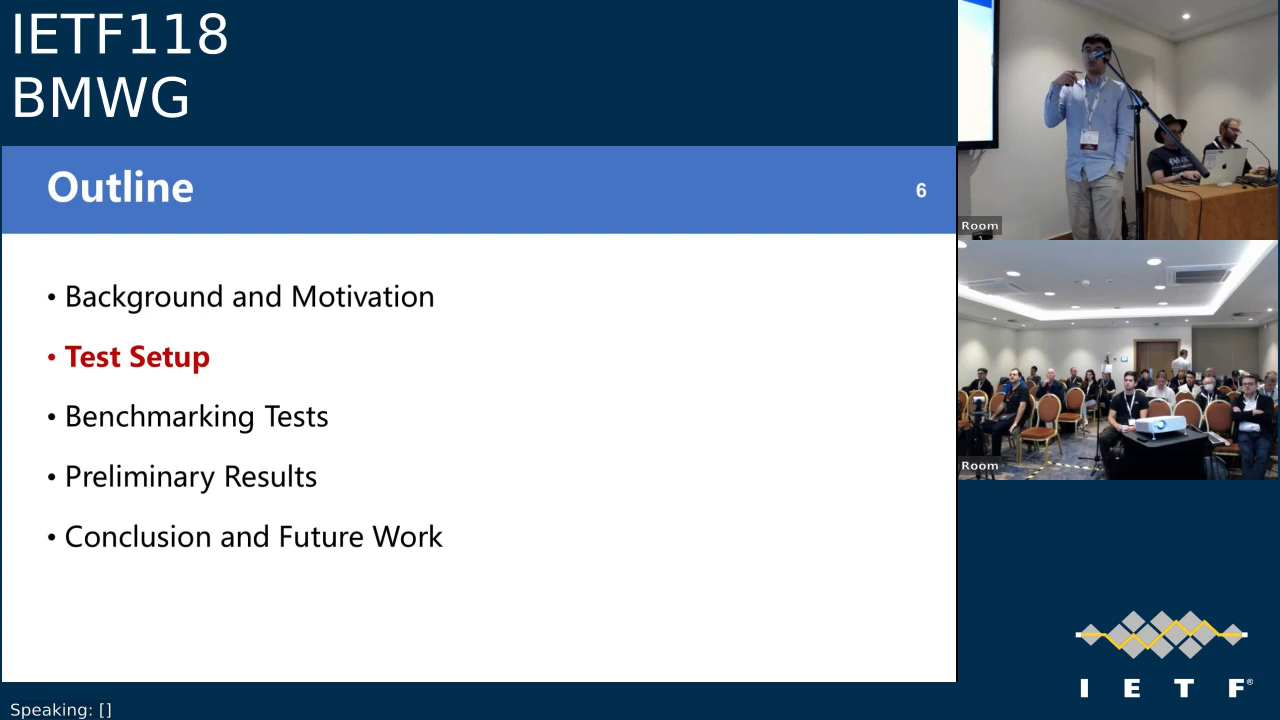 IETF118
BMWG
Outline
6
• Background and Motivation
• Test Setup
• Benchmarking Tests
• Preliminary Results
• Conclusion and Future Work
Room
Room
I E T F®
Speaking: []